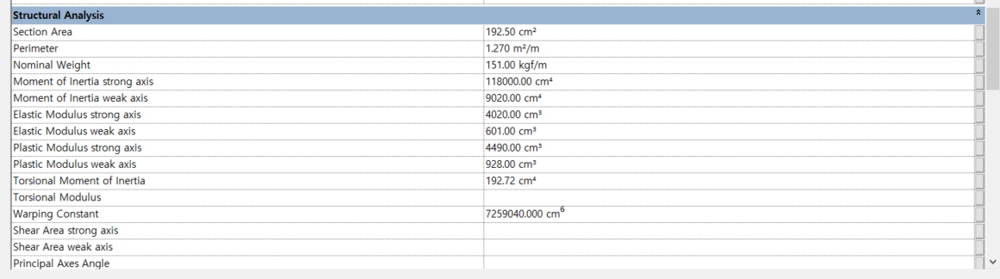 Structural Analysis
Section Area 192.50 cm²
Perimeter 1.270 m²/m
Nominal Weight 151.00 kgf/m
Moment of Inertia strong axis 118000.00 cm⁴
Moment of Inertia weak axis 9020.00 cm⁴
Elastic Modulus strong axis 4020.00 cm³
Elastic Modulus weak axis 601.00 cm³
Plastic Modulus strong axis 4490.00 cm³
Plastic Modulus weak axis 928.00 cm³
Torsional Moment of Inertia 192.72 cm⁴
Torsional Modulus
Warping Constant 7259040.000 cm⁶
Shear Area strong axis
Shear Area weak axis
Principal Axes Angle